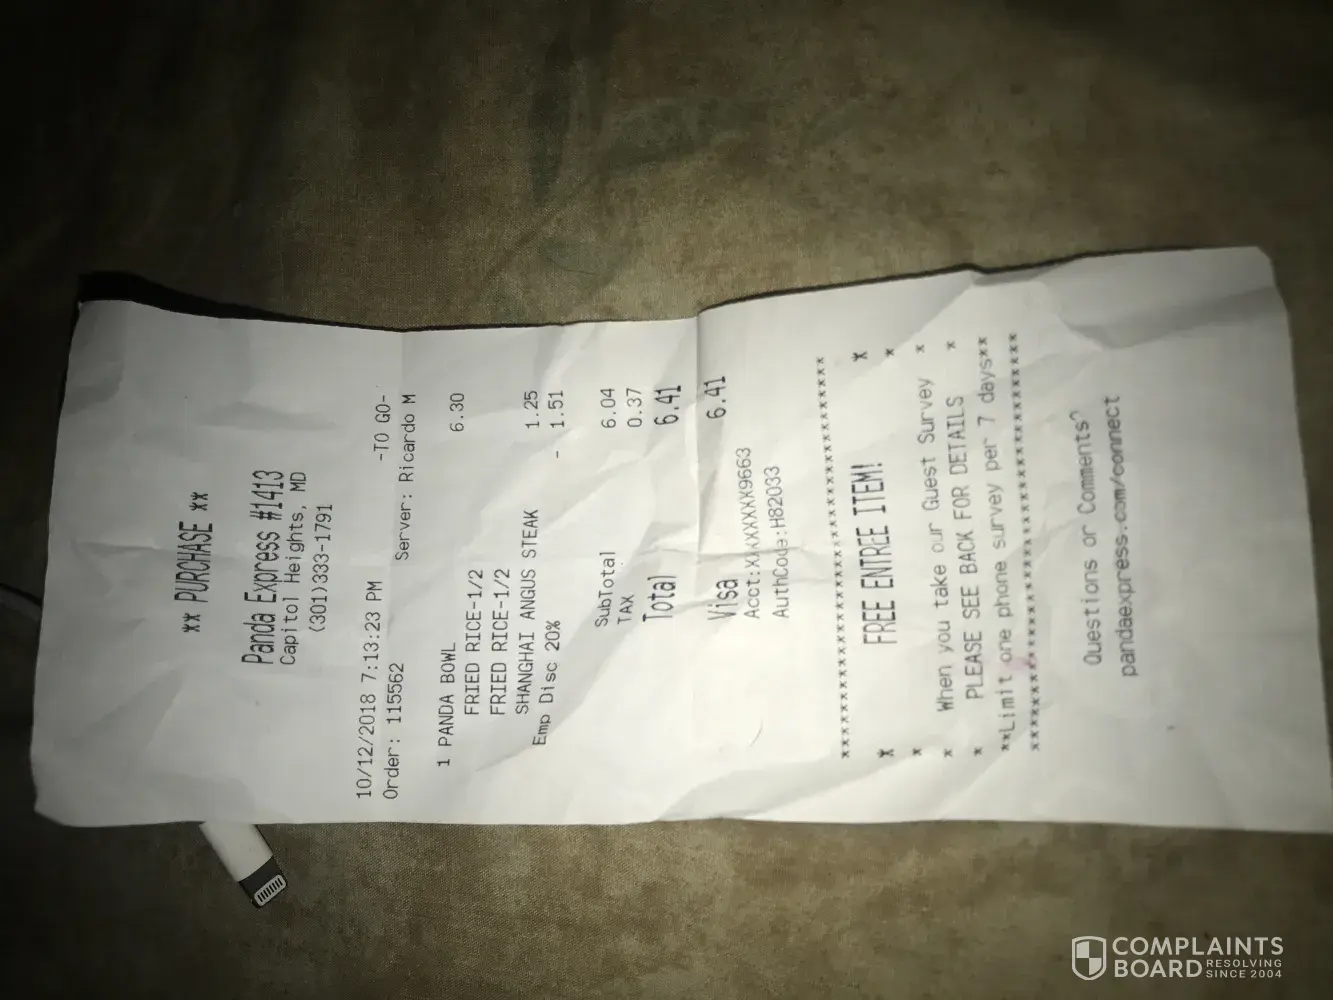 ** PURCHASE **
Panda Express #1413
Capitol Heights, MD
(301)333-1791
10/12/2018 7:13:23 PM -TO GO-
Order: 115562 Server: Ricardo M
1 PANDA BOWL 6.30
FRIED RICE-1/2
FRIED RICE-1/2
SHANGHAI ANGUS STEAK 1.25
Emp Disc 20% - 1.51
SubTotal 6.04
TAX 0.37
Total 6.41
Visa 6.41
Acct:XXXXXXXX9663
AuthCode:H82033
****************************************
* FREE ENTREE ITEM! *
* *
* When you take our Guest Survey *
* PLEASE SEE BACK FOR DETAILS *
**Limit one phone survey per 7 days**
****************************************
Questions or Comments?
pandaexpress.com/connect
COMPLAINTS
BOARD RESOLVING
SINCE 2004